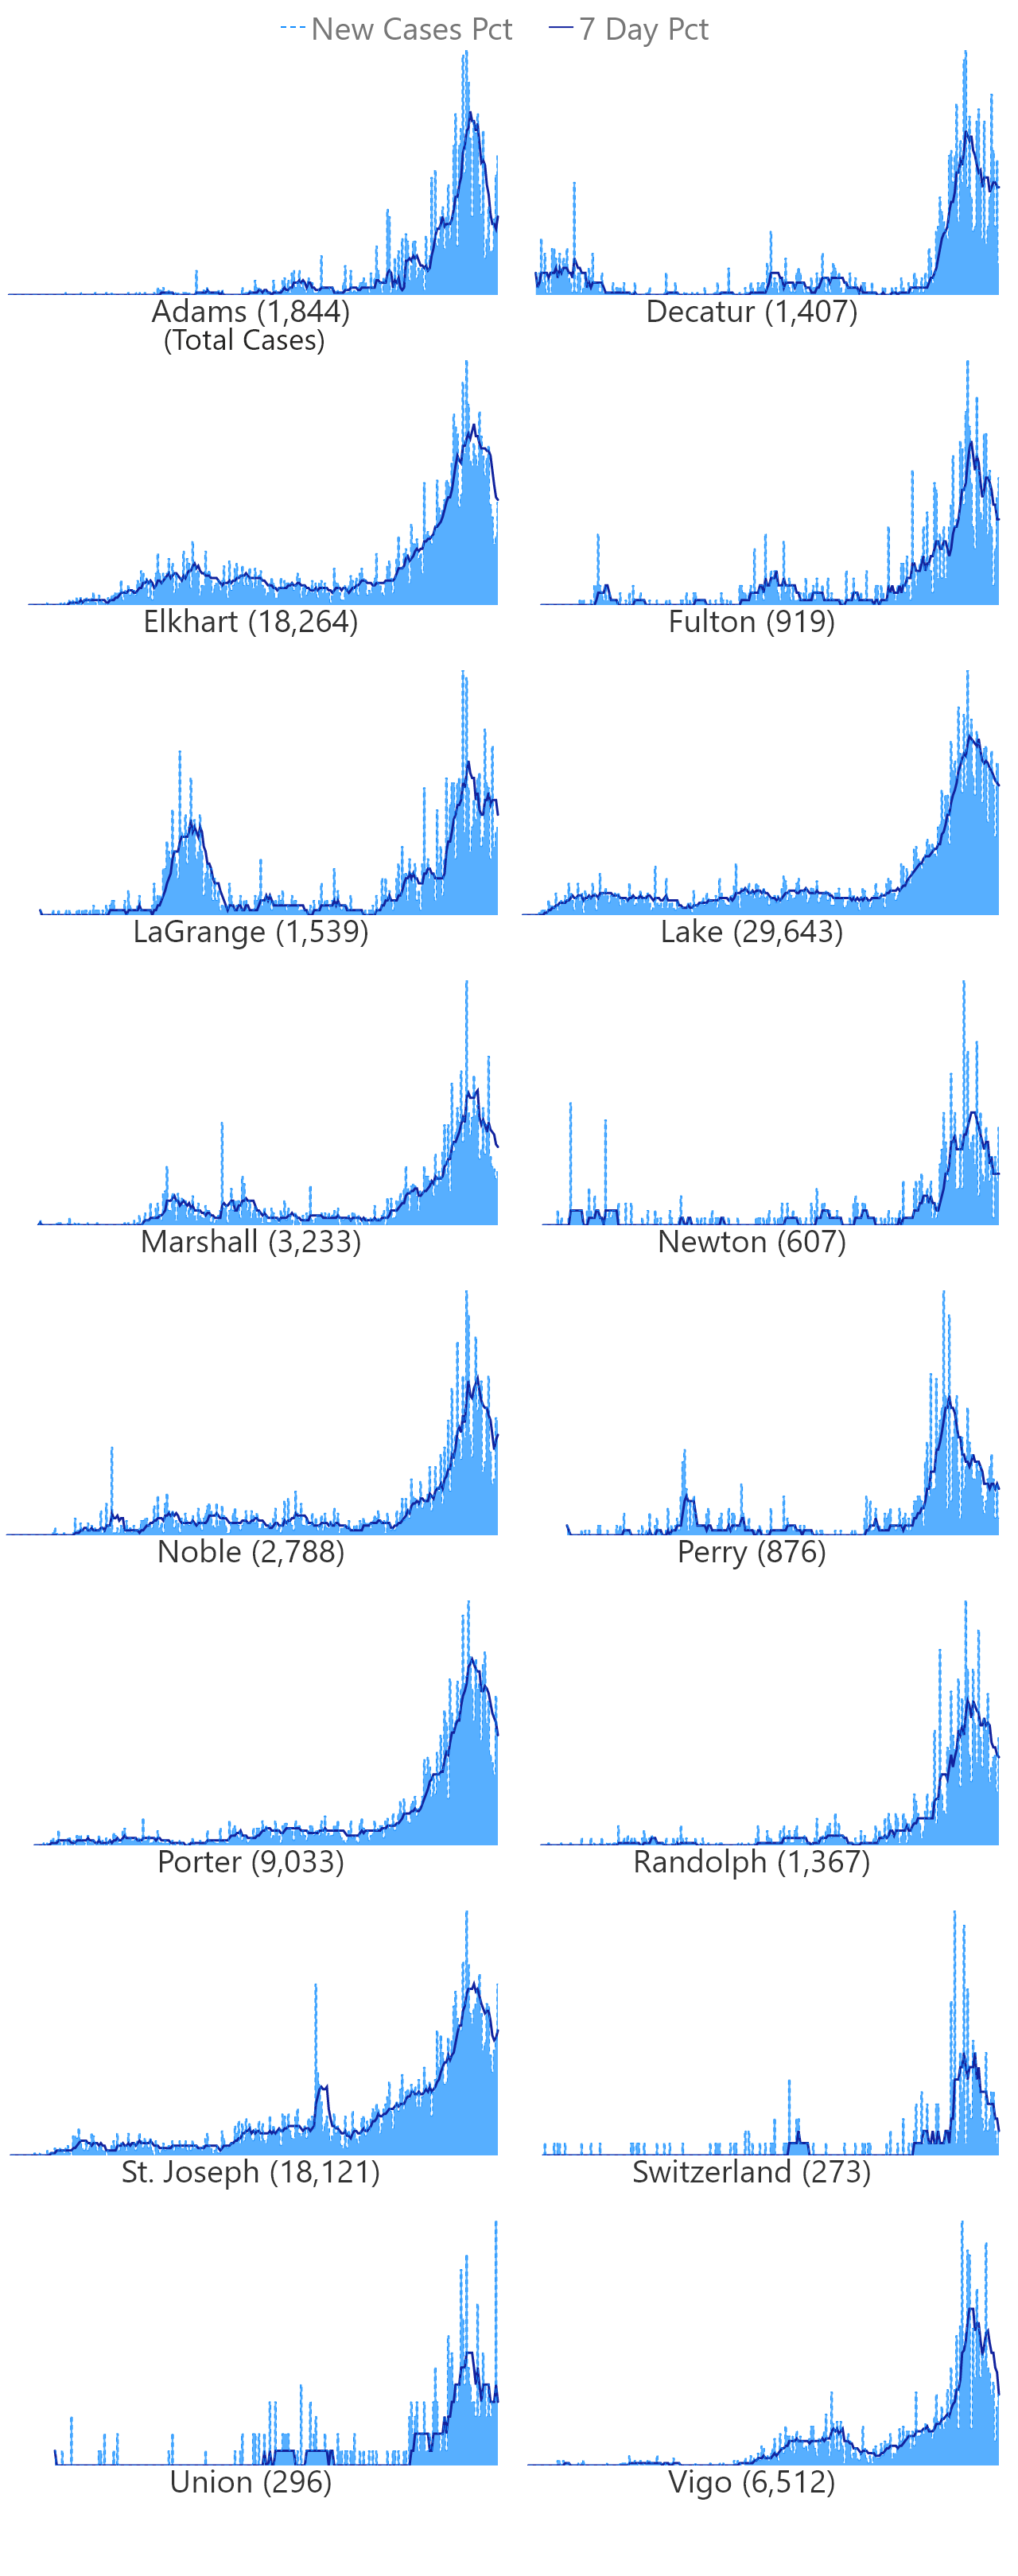 New Cases Pct 7 Day Pct
Adams (1,844)
(Total Cases)
Decatur (1,407)
Elkhart (18,264)
Fulton (919)
LaGrange (1,539)
Lake (29,643)
Marshall (3,233)
Newton (607)
Noble (2,788)
Perry (876)
Porter (9,033)
Randolph (1,367)
St. Joseph (18,121)
Switzerland (273)
Union (296)
Vigo (6,512)